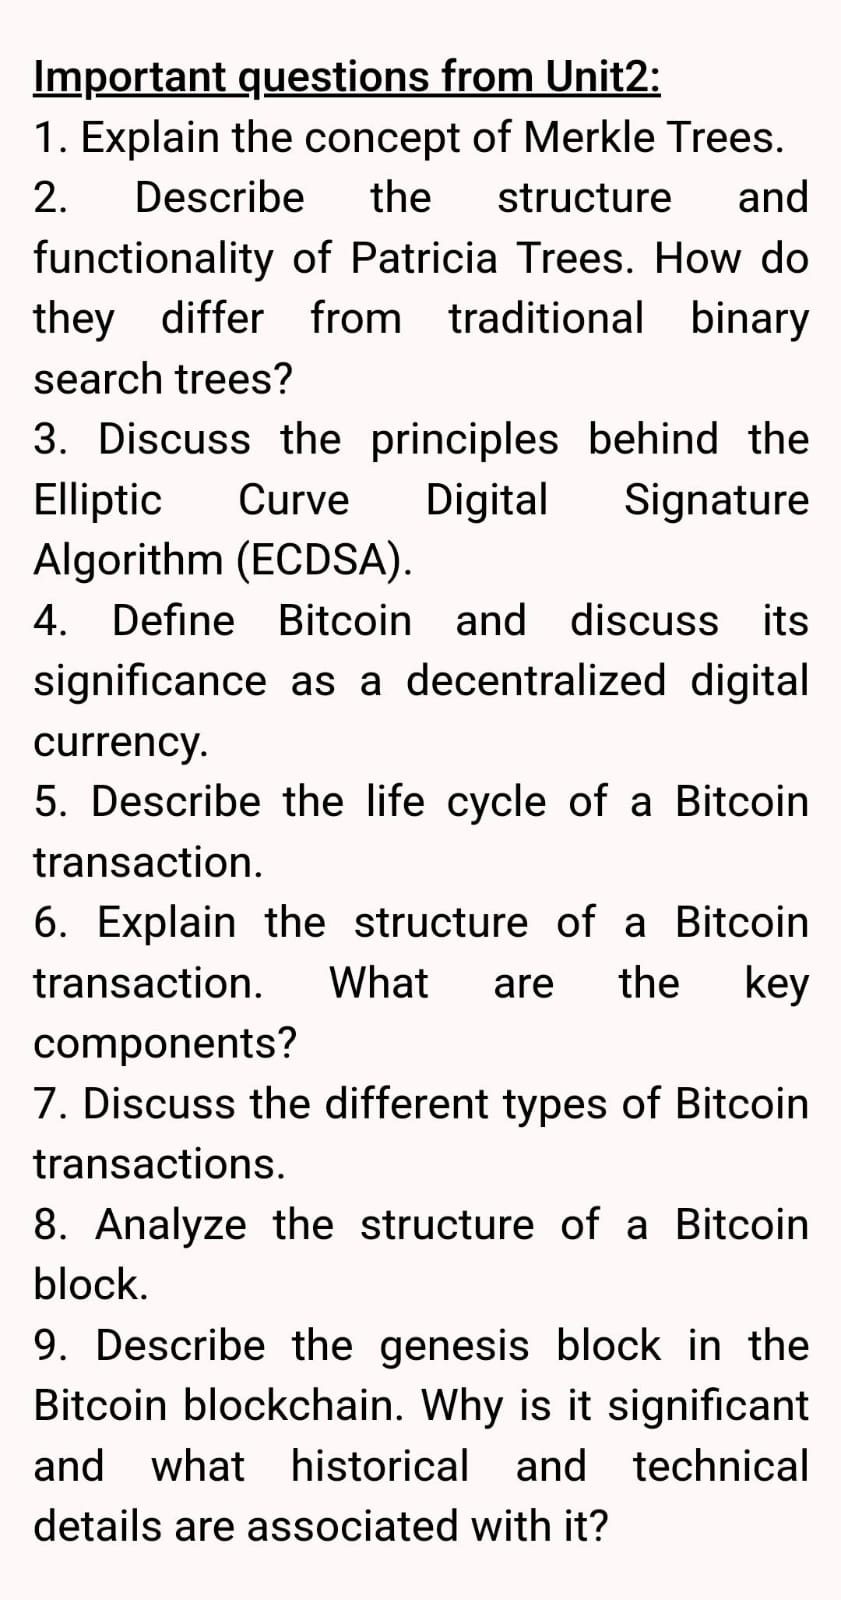 Important questions from Unit2:
1. Explain the concept of Merkle Trees.
2. Describe the structure and
functionality of Patricia Trees. How do
they differ from traditional binary
search trees?
3. Discuss the principles behind the
Elliptic Curve Digital Signature
Algorithm (ECDSA).
4. Define Bitcoin and discuss its
significance as a decentralized digital
currency.
5. Describe the life cycle of a Bitcoin
transaction.
6. Explain the structure of a Bitcoin
transaction. What are the key
components?
7. Discuss the different types of Bitcoin
transactions.
8. Analyze the structure of a Bitcoin
block.
9. Describe the genesis block in the
Bitcoin blockchain. Why is it significant
and what historical and technical
details are associated with it?